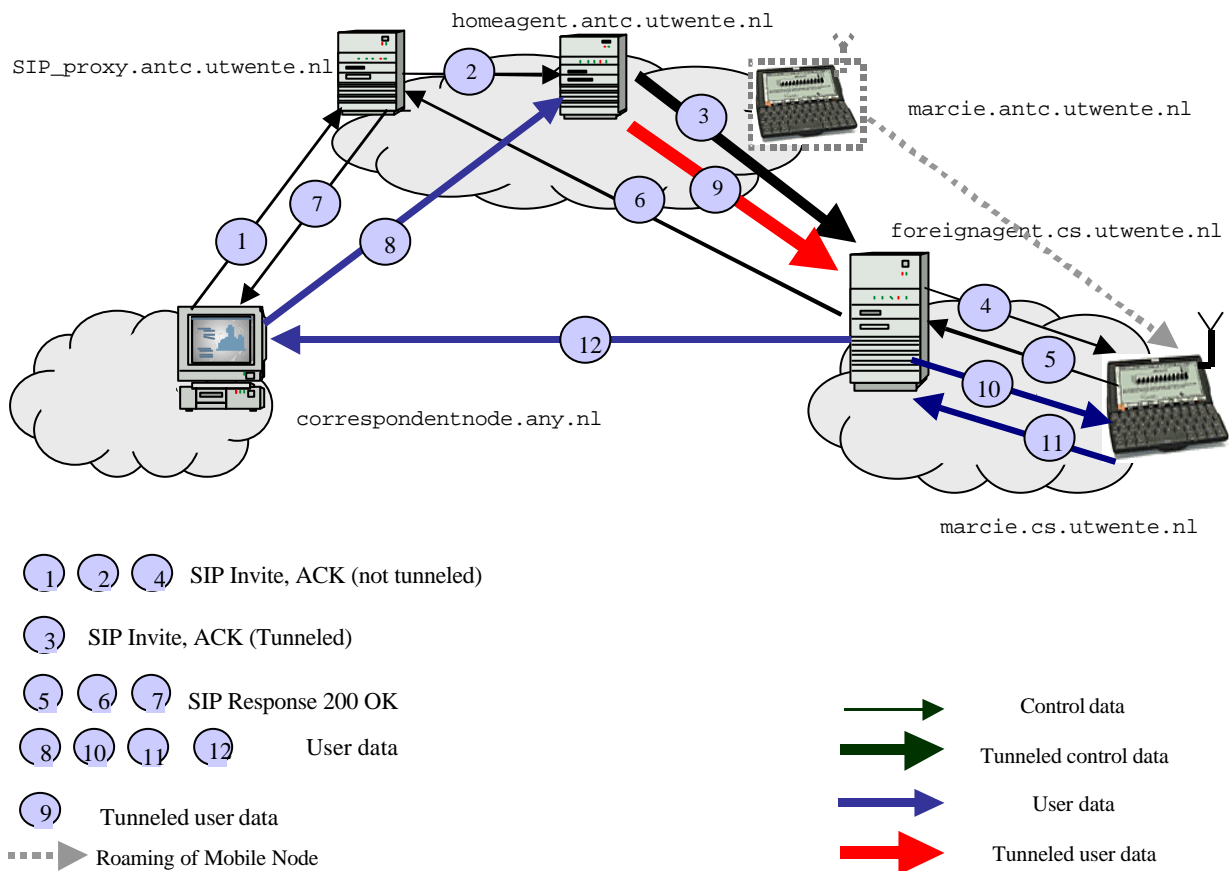 homeagent.antc.utwente.nl
SIP_proxy.antc.utwente.nl
2
3
marcie.antc.utwente.nl
9
6
7
1
8
foreignagent.cs.utwente.nl
4
12
5
10
correspondentnode.any.nl
11
marcie.cs.utwente.nl
1 2 4 SIP Invite, ACK (not tunneled)
3 SIP Invite, ACK (Tunneled)
5 6 7 SIP Response 200 OK
8 10 11 12 User data
9 Tunneled user data
Roaming of Mobile Node
Control data
Tunneled control data
User data
Tunneled user data